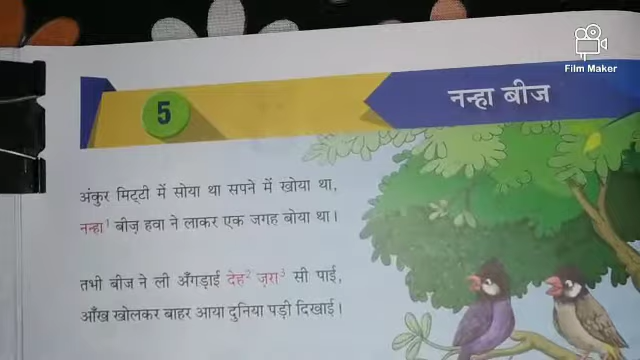 Film Maker
5
नन्हा बीज
अंकुर मिट्टी में सोया था सपने में खोया था,
नन्हा¹ बीज़ हवा ने लाकर एक जगह बोया था।
तभी बीज ने ली अँगड़ाई देह² ज़रा³ सी पाई,
आँख खोलकर बाहर आया दुनिया पड़ी दिखाई।